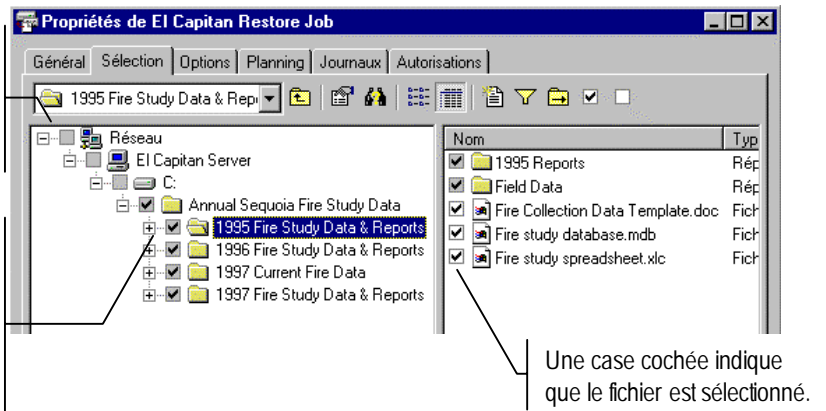 Propriétés de El Capitan Restore Job
Général Sélection Options Planning Journaux Autorisations
1995 Fire Study Data & Rep
Réseau
El Capitan Server
C:
Annual Sequoia Fire Study Data
1995 Fire Study Data & Reports
1996 Fire Study Data & Reports
1997 Current Fire Data
1997 Fire Study Data & Reports
Nom Typ
1995 Reports Rép
Field Data Rép
Fire Collection Data Template.doc Fich
Fire study database.mdb Fich
Fire study spreadsheet.xlc Fich
Une case cochée indique
que le fichier est sélectionné.